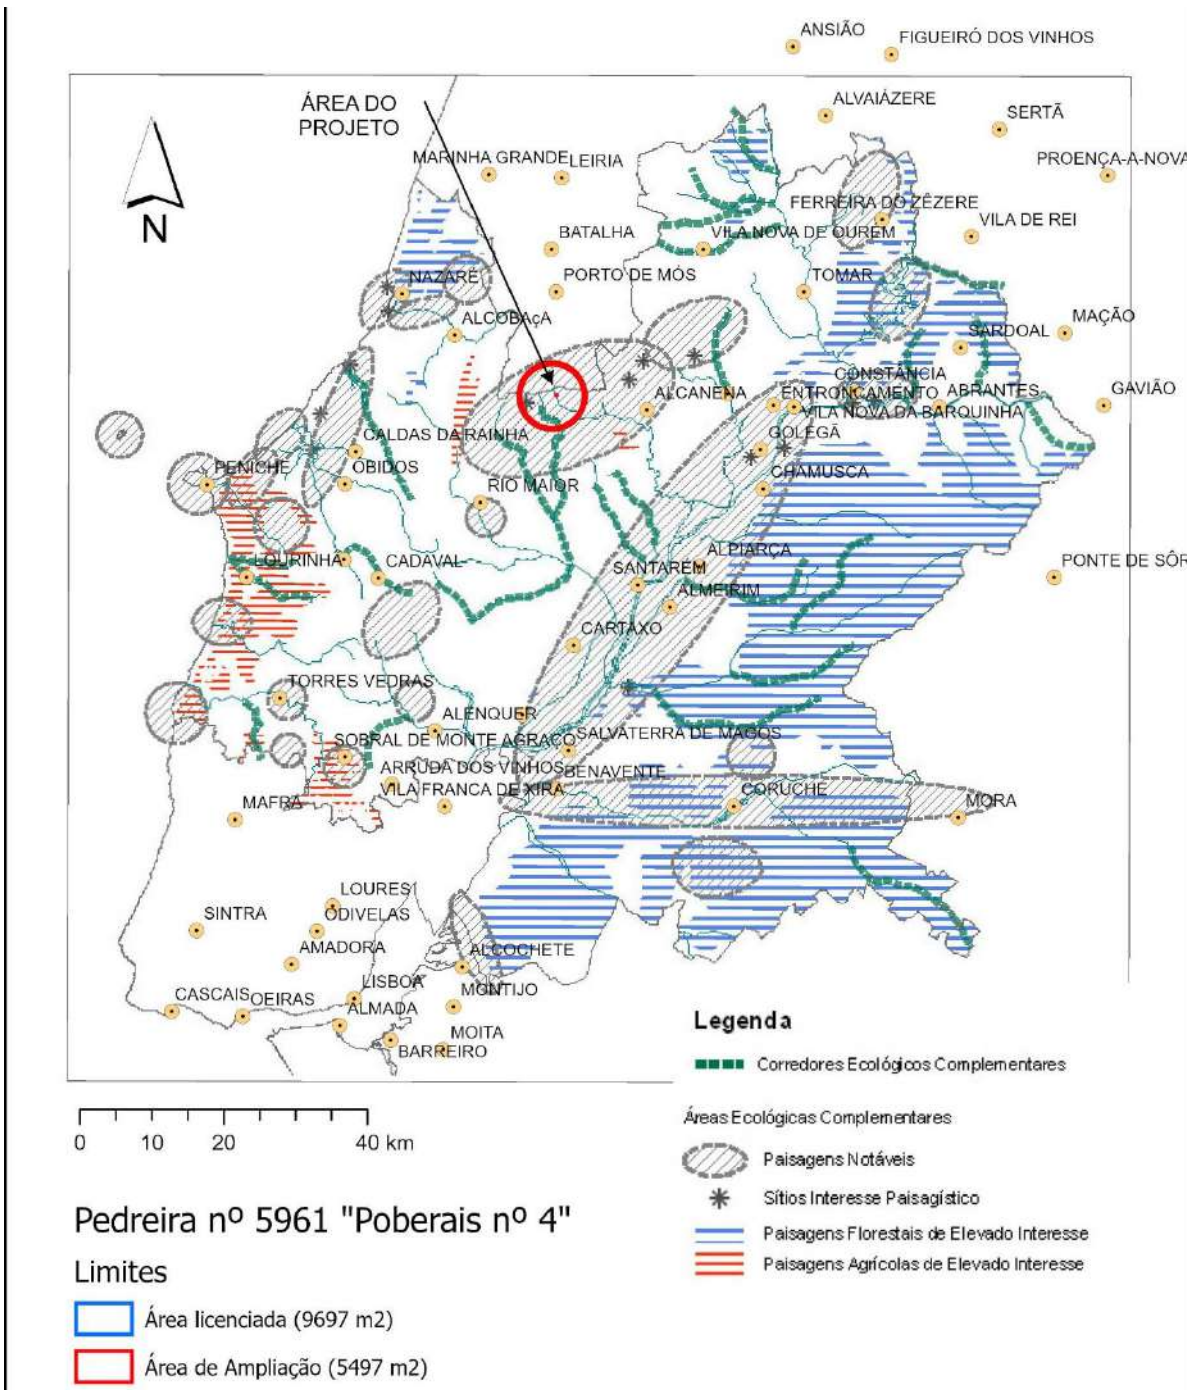 ANSIÃO
FIGUEIRÓ DOS VINHOS
ÁREA DO
PROJETO
ALVAIÁZERE
SERTÃ
MARINHA GRANDE
LEIRIA
PROENÇA-A-NOVA
N
FERREIRA DO ZÊZERE
BATALHA
VILA NOVA DE OURÉM
VILA DE REI
NAZARÉ
PORTO DE MÓS
TOMAR
ALCOBAçA
SARDOAL
MAÇÃO
CONSTÂNCIA
ALCANENA
ENTRONCAMENTO
ABRANTES
GAVIÃO
VILA NOVA DA BARQUINHA
CALDAS DA RAINHA
GOLEGÃ
PENICHE
OBIDOS
RIO MAIOR
CHAMUSCA
LOURINHÃ
CADAVAL
ALPIARÇA
SANTARÉM
PONTE DE SÔR
ALMEIRIM
CARTAXO
TORRES VEDRAS
ALENQUER
SOBRAL DE MONTE AGRAÇO
SALVATERRA DE MAGOS
ARRUDA DOS VINHOS
BENAVENTE
VILA FRANCA DE XIRA
MAFRA
CORUCHE
MORA
LOURES
SINTRA
ODIVELAS
AMADORA
ALCOCHETE
LISBOA
MONTIJO
CASCAIS
OEIRAS
ALMADA
MOITA
BARREIRO
Legenda
Corredores Ecológicos Complementares
Áreas Ecológicas Complementares
Paisagens Notáveis
Sítios Interesse Paisagístico
Paisagens Florestais de Elevado Interesse
Paisagens Agrícolas de Elevado Interesse
0 10 20 40 km
Pedreira nº 5961 "Poberais nº 4"
Limites
Área licenciada (9697 m2)
Área de Ampliação (5497 m2)